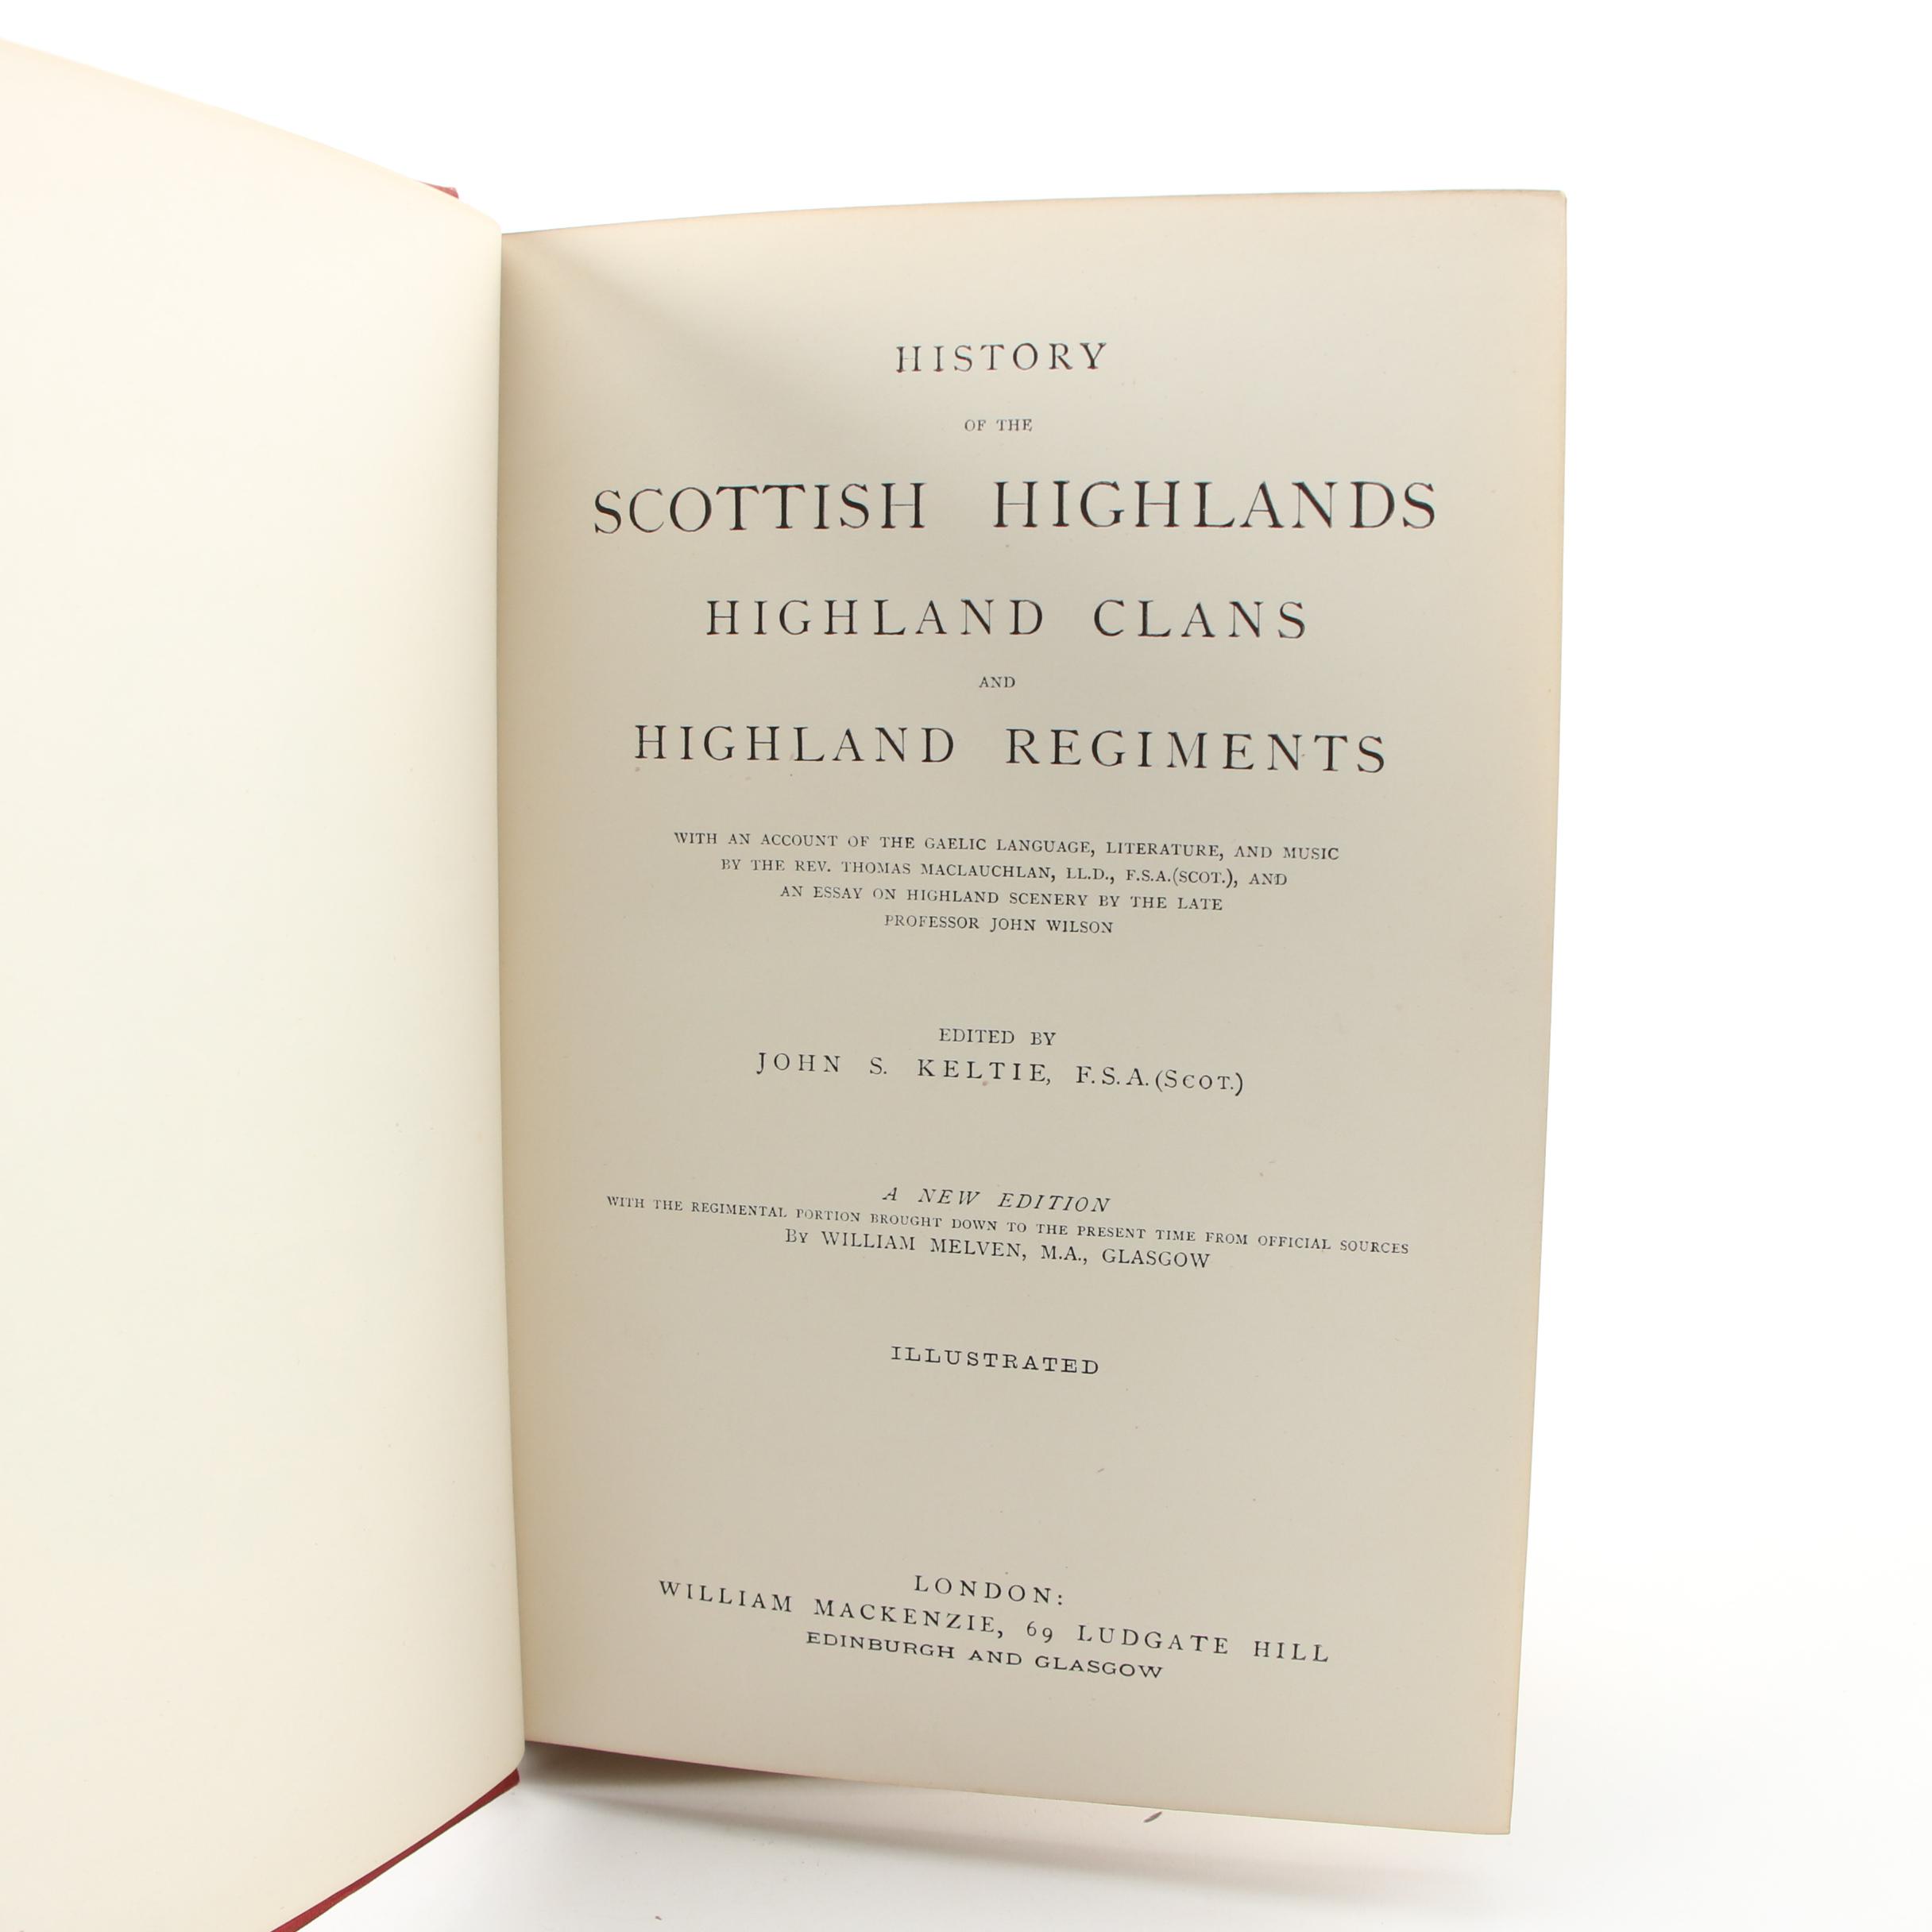 HISTORY
OF THE
SCOTTISH HIGHLANDS
HIGHLAND CLANS
AND
HIGHLAND REGIMENTS
WITH AN ACCOUNT OF THE GAELIC LANGUAGE, LITERATURE, AND MUSIC
BY THE REV. THOMAS MACLAUCHLAN, LL.D., F.S.A.(SCOT.), AND
AN ESSAY ON HIGHLAND SCENERY BY THE LATE
PROFESSOR JOHN WILSON
EDITED BY
JOHN S. KELTIE, F.S.A.(SCOT.)
A NEW EDITION
WITH THE REGIMENTAL PORTION BROUGHT DOWN TO THE PRESENT TIME FROM OFFICIAL SOURCES
By WILLIAM MELVEN, M.A., GLASGOW
ILLUSTRATED
LONDON:
WILLIAM MACKENZIE, 69 LUDGATE HILL
EDINBURGH AND GLASGOW